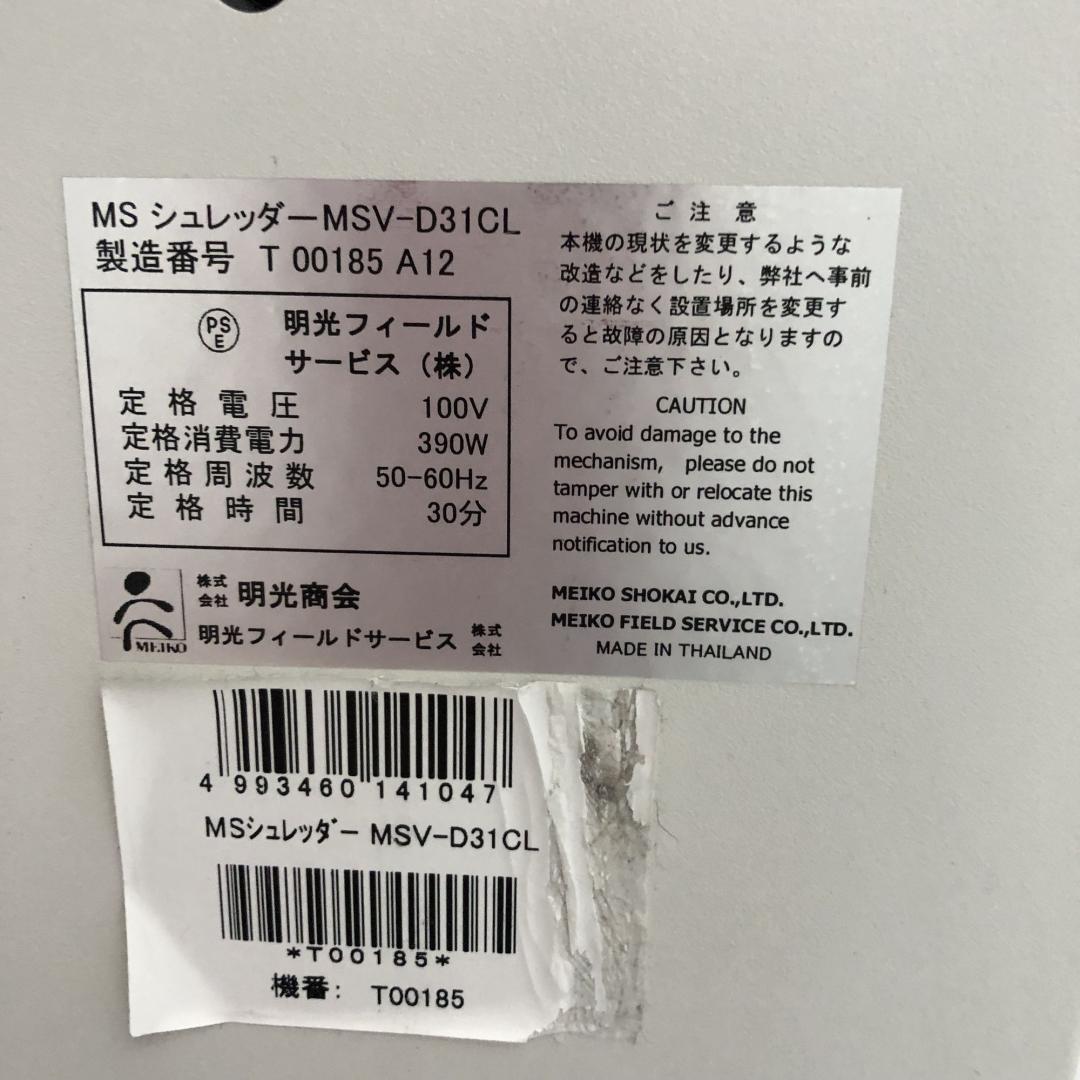 MS シュレッダーMSV-D31CL
製造番号 T 00185 A12
PS
E
明光フィールド
サービス（株）
定格電圧 100V
定格消費電力 390W
定格周波数 50-60Hz
定格時間 30分
MEIKO
株式会社 明光商会
明光フィールドサービス 株式会社
ご注意
本機の現状を変更するような
改造などをしたり、弊社へ事前
の連絡なく設置場所を変更す
ると故障の原因となりますの
で、ご注意下さい。
CAUTION
To avoid damage to the
mechanism, please do not
tamper with or relocate this
machine without advance
notification to us.
MEIKO SHOKAI CO.,LTD.
MEIKO FIELD SERVICE CO.,LTD.
MADE IN THAILAND
4 993460 141047
MSシュレッダー MSV-D31CL
*T00185*
機番： T00185